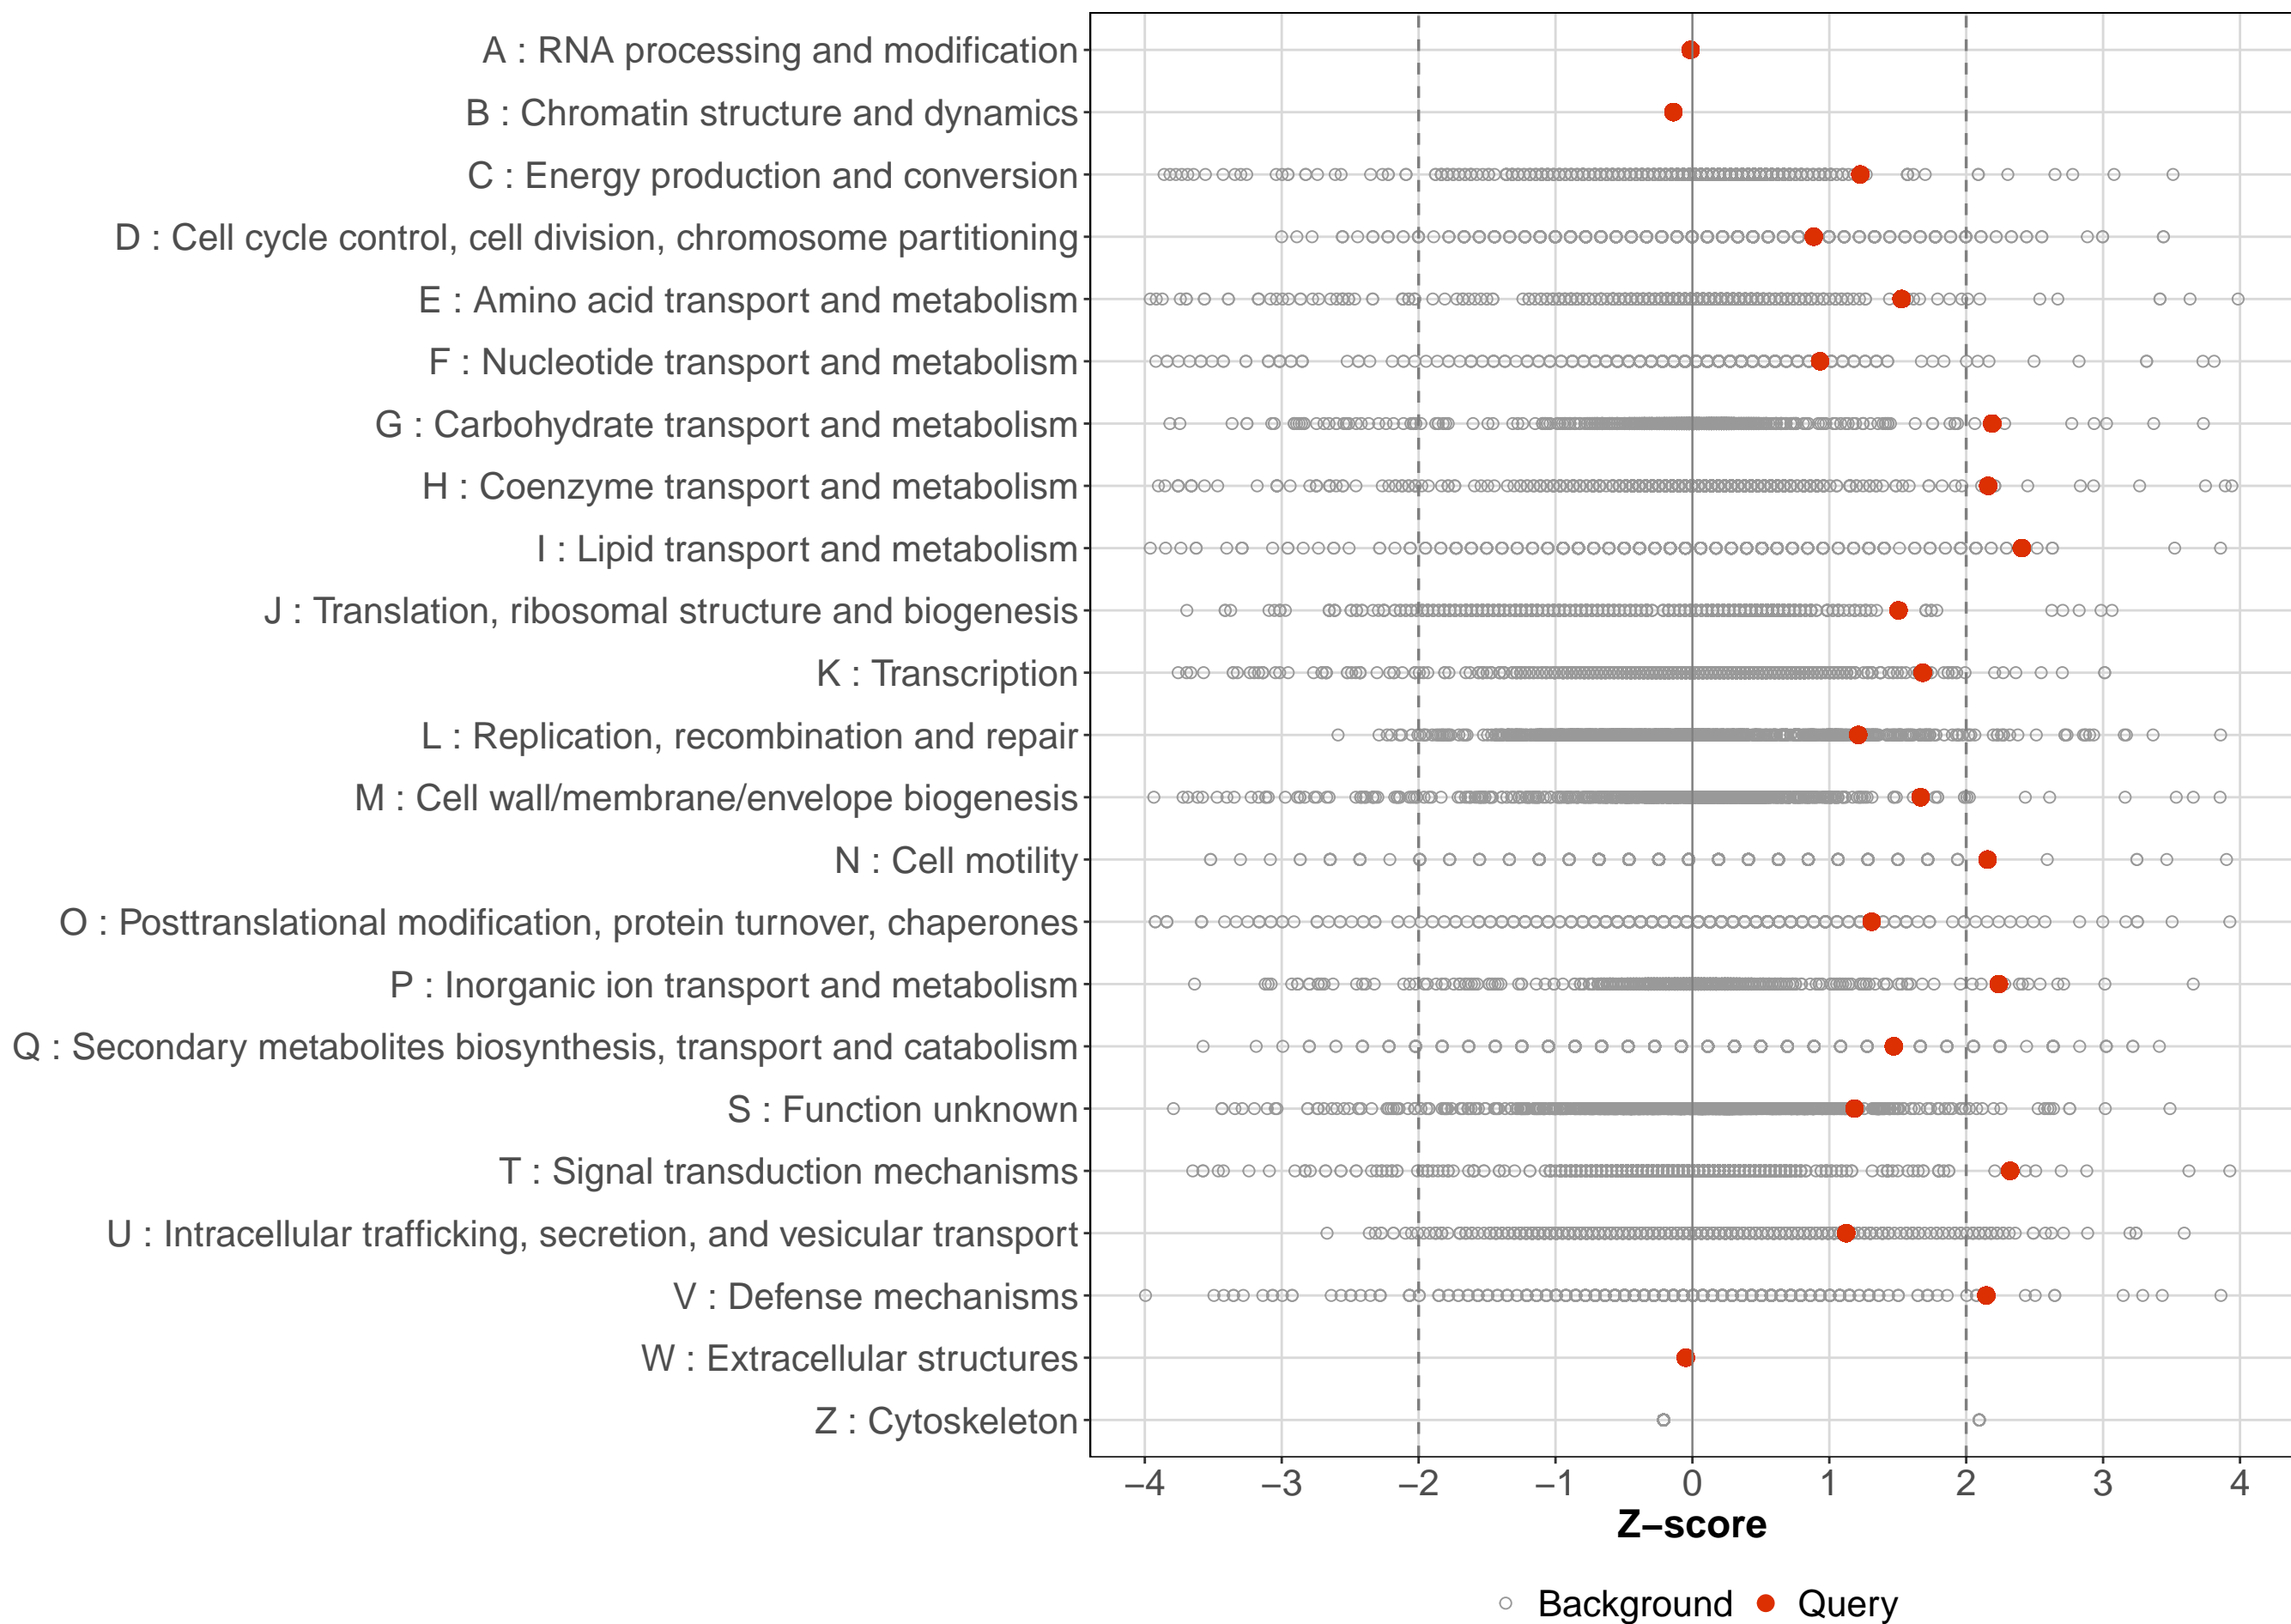 A : RNA processing and modification
B : Chromatin structure and dynamics
C : Energy production and conversion
D : Cell cycle control, cell division, chromosome partitioning
E : Amino acid transport and metabolism
F : Nucleotide transport and metabolism
G : Carbohydrate transport and metabolism
H : Coenzyme transport and metabolism
I : Lipid transport and metabolism
J : Translation, ribosomal structure and biogenesis
K : Transcription
L : Replication, recombination and repair
M : Cell wall/membrane/envelope biogenesis
N : Cell motility
O : Posttranslational modification, protein turnover, chaperones
P : Inorganic ion transport and metabolism
Q : Secondary metabolites biosynthesis, transport and catabolism
S : Function unknown
T : Signal transduction mechanisms
U : Intracellular trafficking, secretion, and vesicular transport
V : Defense mechanisms
W : Extracellular structures
Z : Cytoskeleton
−4 −3 −2 −1 0 1 2 3 4
Z−score
Background Query